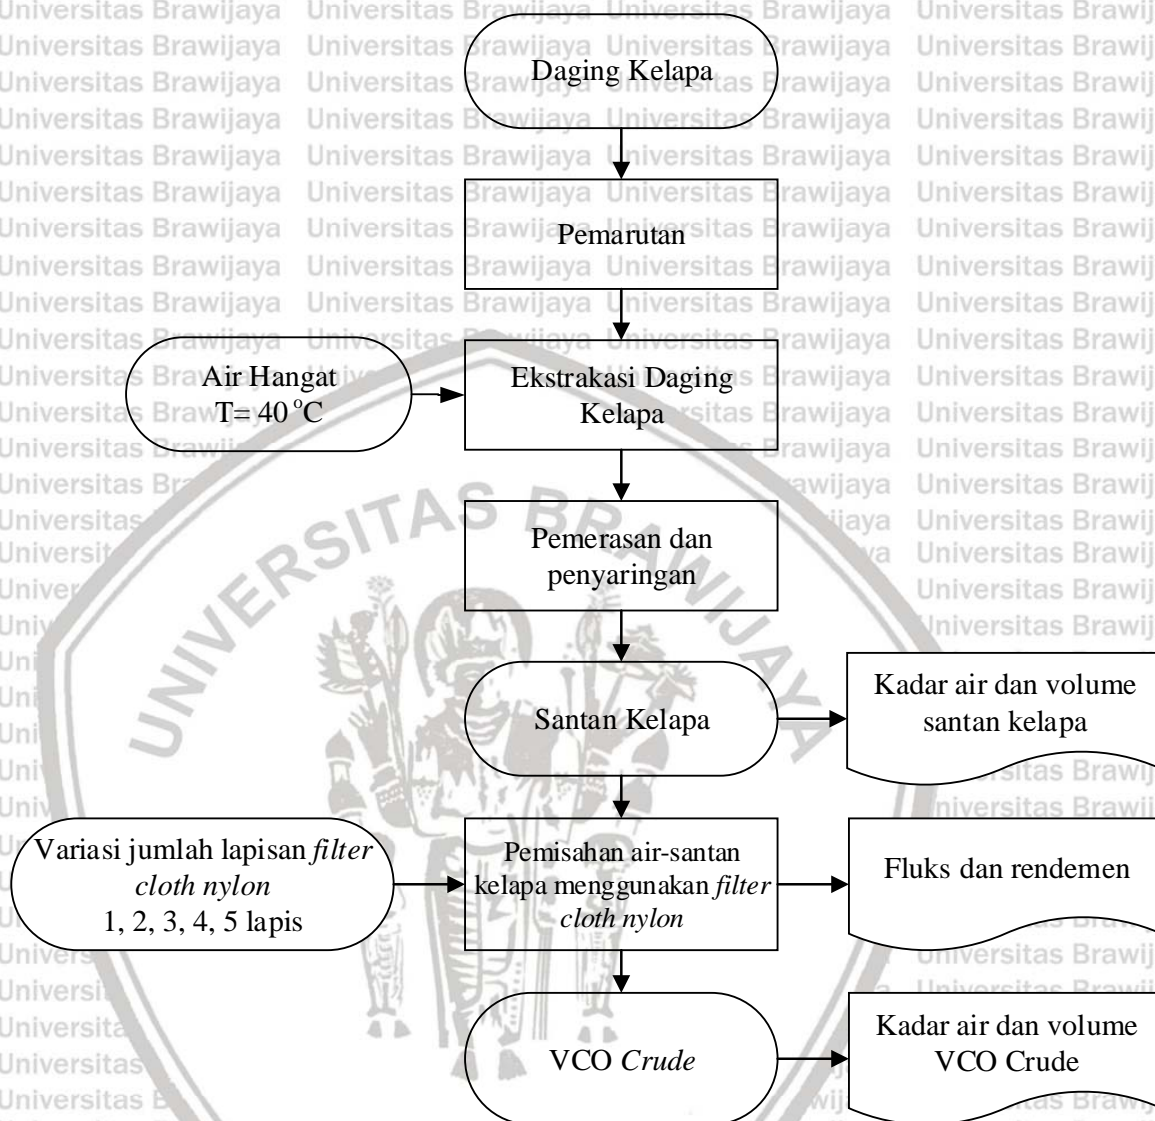 Daging Kelapa
Pemarutan
Air Hangat
T= 40 °C
Ekstrakasi Daging
Kelapa
Pemerasan dan
penyaringan
Santan Kelapa
Kadar air dan volume
santan kelapa
Variasi jumlah lapisan filter
cloth nylon
1, 2, 3, 4, 5 lapis
Pemisahan air-santan
kelapa menggunakan filter
cloth nylon
Fluks dan rendemen
VCO Crude
Kadar air dan volume
VCO Crude
UNIVERSITAS BRAWIJAYA